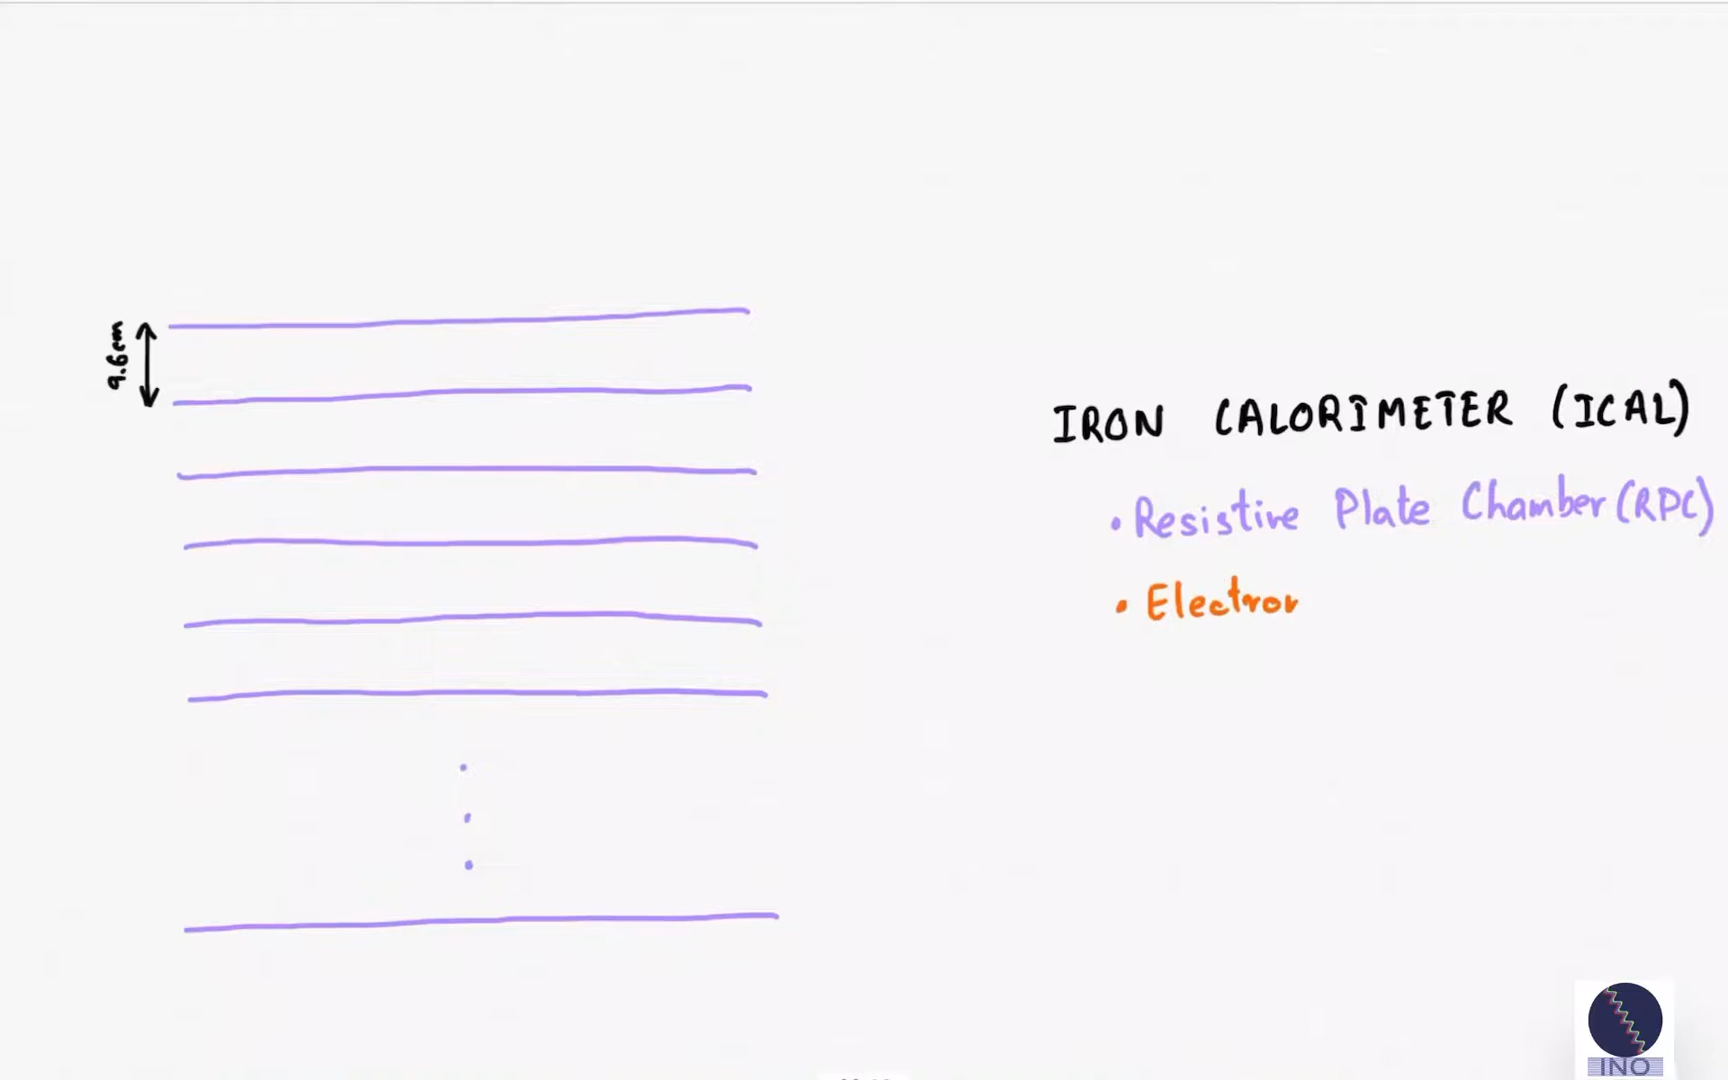 9.6cm
IRON CALORIMETER (ICAL)
• Resistive Plate Chamber (RPC)
• Electron
INO